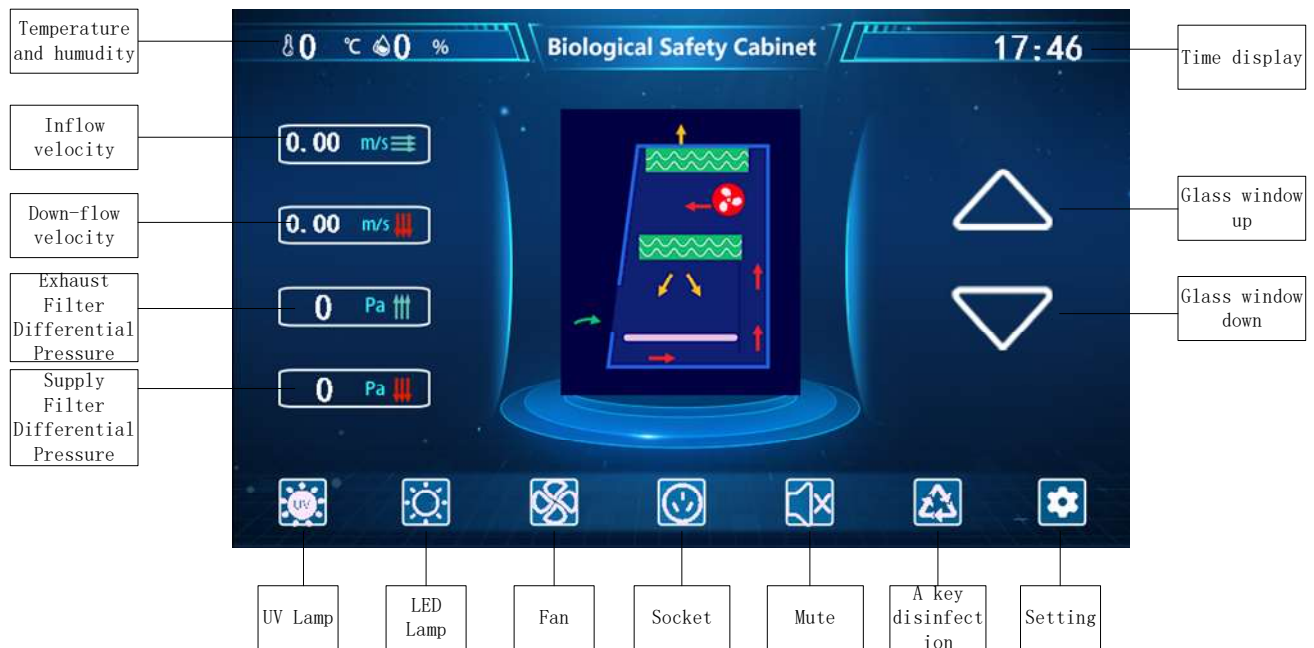 Temperature
and humudity
Inflow
velocity
Down-flow
velocity
Exhaust
Filter
Differential
Pressure
Supply
Filter
Differential
Pressure
0 ℃ 0 %
Biological Safety Cabinet
17:46
0.00 m/s
0.00 m/s
0 Pa
0 Pa
UV
Time display
Glass window
up
Glass window
down
UV Lamp
LED
Lamp
Fan
Socket
Mute
A key
disinfect
ion
Setting